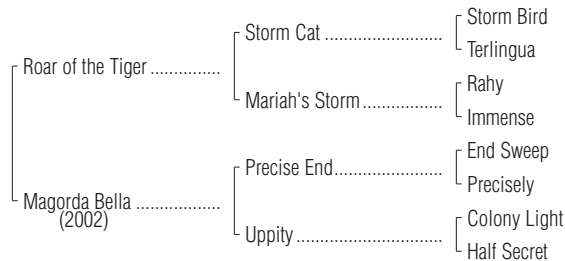 Storm Bird
Storm Cat ........................
Terlingua
Roar of the Tiger ...............
Rahy
Mariah's Storm .................
Immense
End Sweep
Precise End.......................
Precisely
Magorda Bella ..................
(2002)
Colony Light
Uppity ...............................
Half Secret